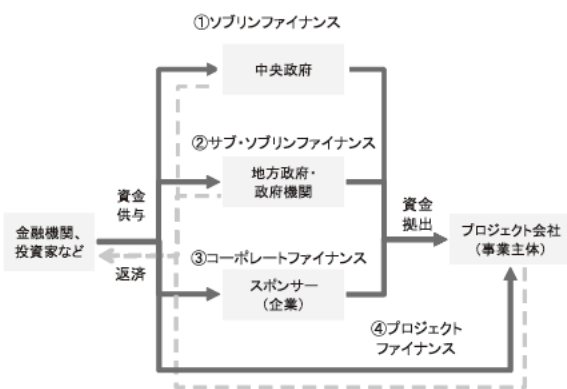 ①ソブリンファイナンス
中央政府
②サブ・ソブリンファイナンス
地方政府・
政府機関
資金
供与
金融機関、
投資家など
返済
③コーポレートファイナンス
スポンサー
（企業）
資金
拠出
プロジェクト会社
（事業主体）
④プロジェクト
ファイナンス